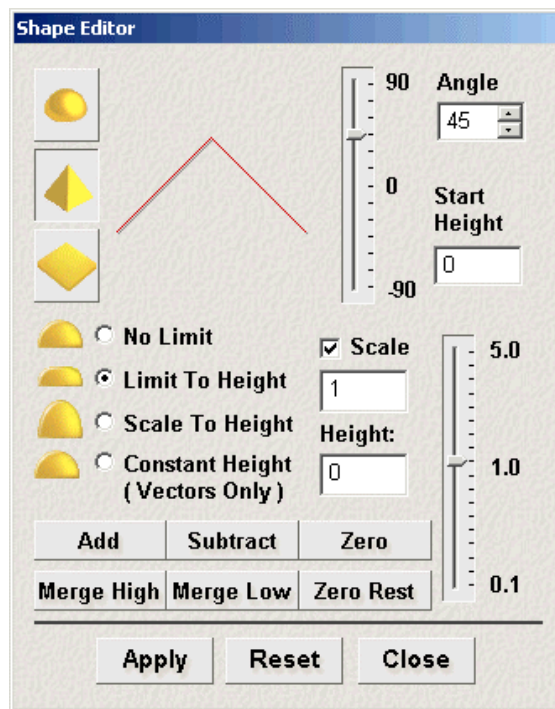 Shape Editor
90
0
-90
Angle
45
Start
Height
0
No Limit
Limit To Height
Scale To Height
Constant Height
( Vectors Only )
Scale
1
Height:
0
5.0
1.0
0.1
Add
Subtract
Zero
Merge High
Merge Low
Zero Rest
Apply
Reset
Close